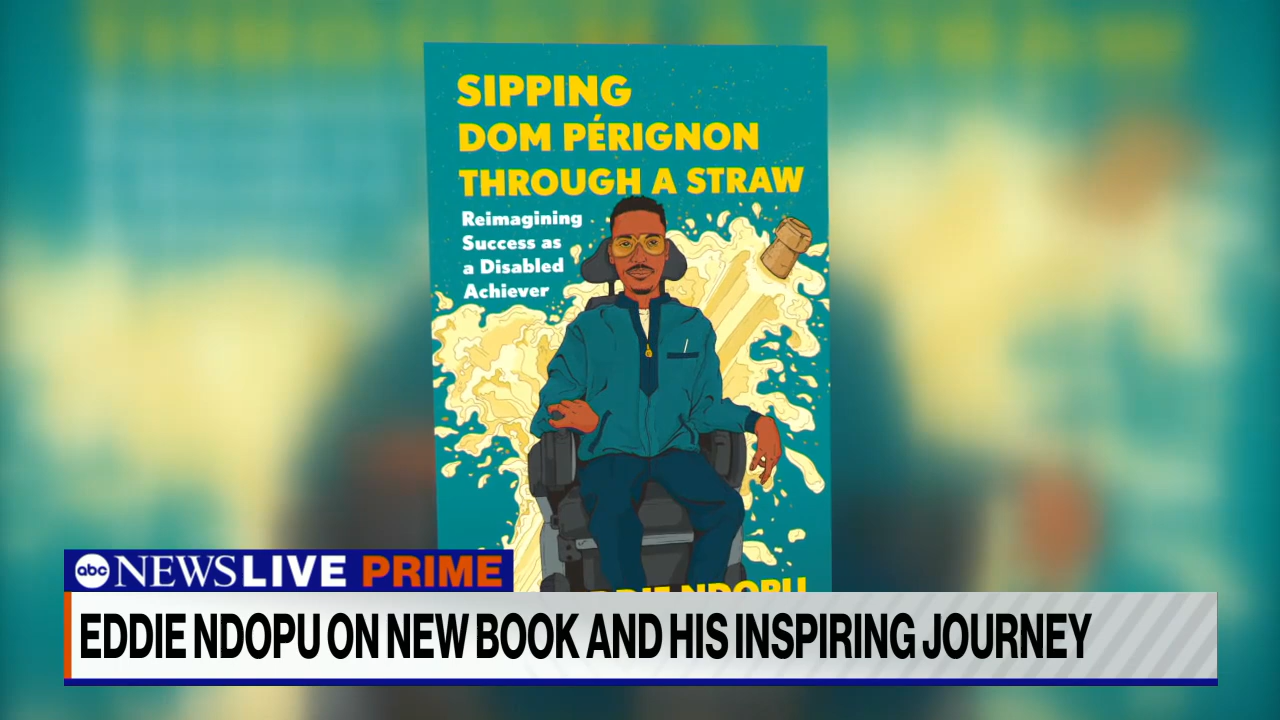 SIPPING
DOM PÉRIGNON
THROUGH A STRAW
Reimagining
Success as
a Disabled
Achiever
NDOPU
abc NEWS LIVE PRIME
EDDIE NDOPU ON NEW BOOK AND HIS INSPIRING JOURNEY